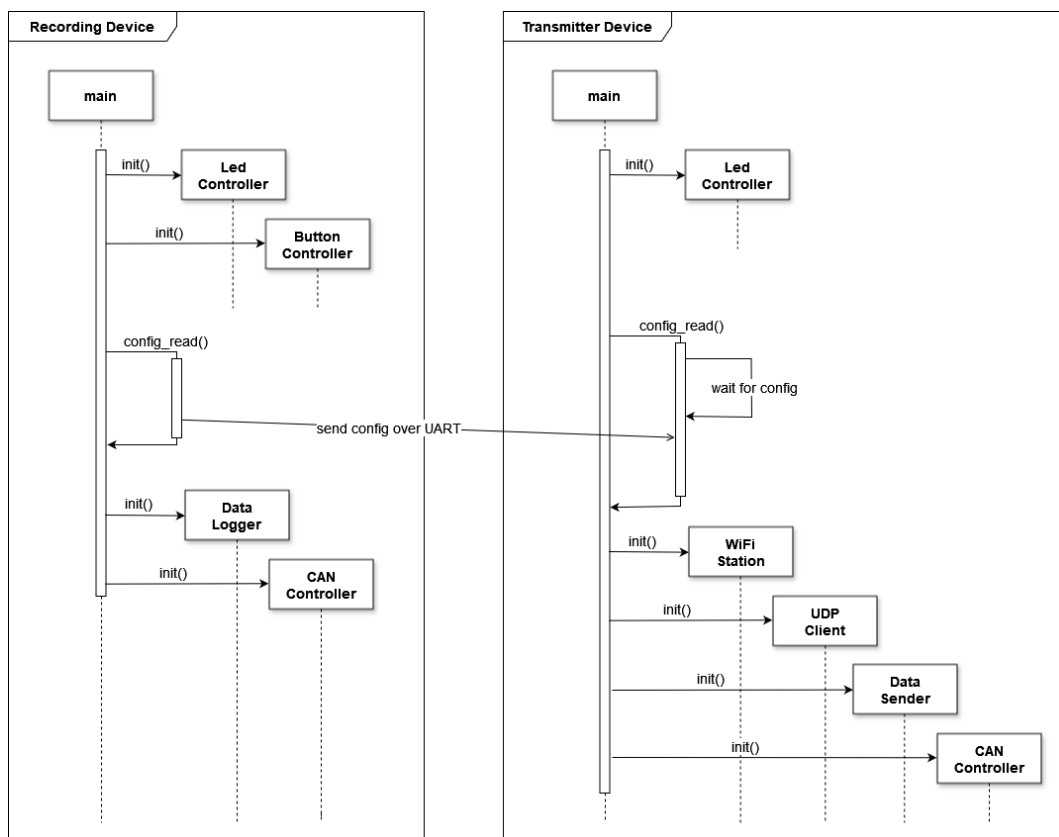 Recording Device
main
init()
Led
Controller
init()
Button
Controller
config_read()
send config over UART
init()
Data
Logger
init()
CAN
Controller
Transmitter Device
main
init()
Led
Controller
config_read()
wait for config
init()
WiFi
Station
init()
UDP
Client
init()
Data
Sender
init()
CAN
Controller